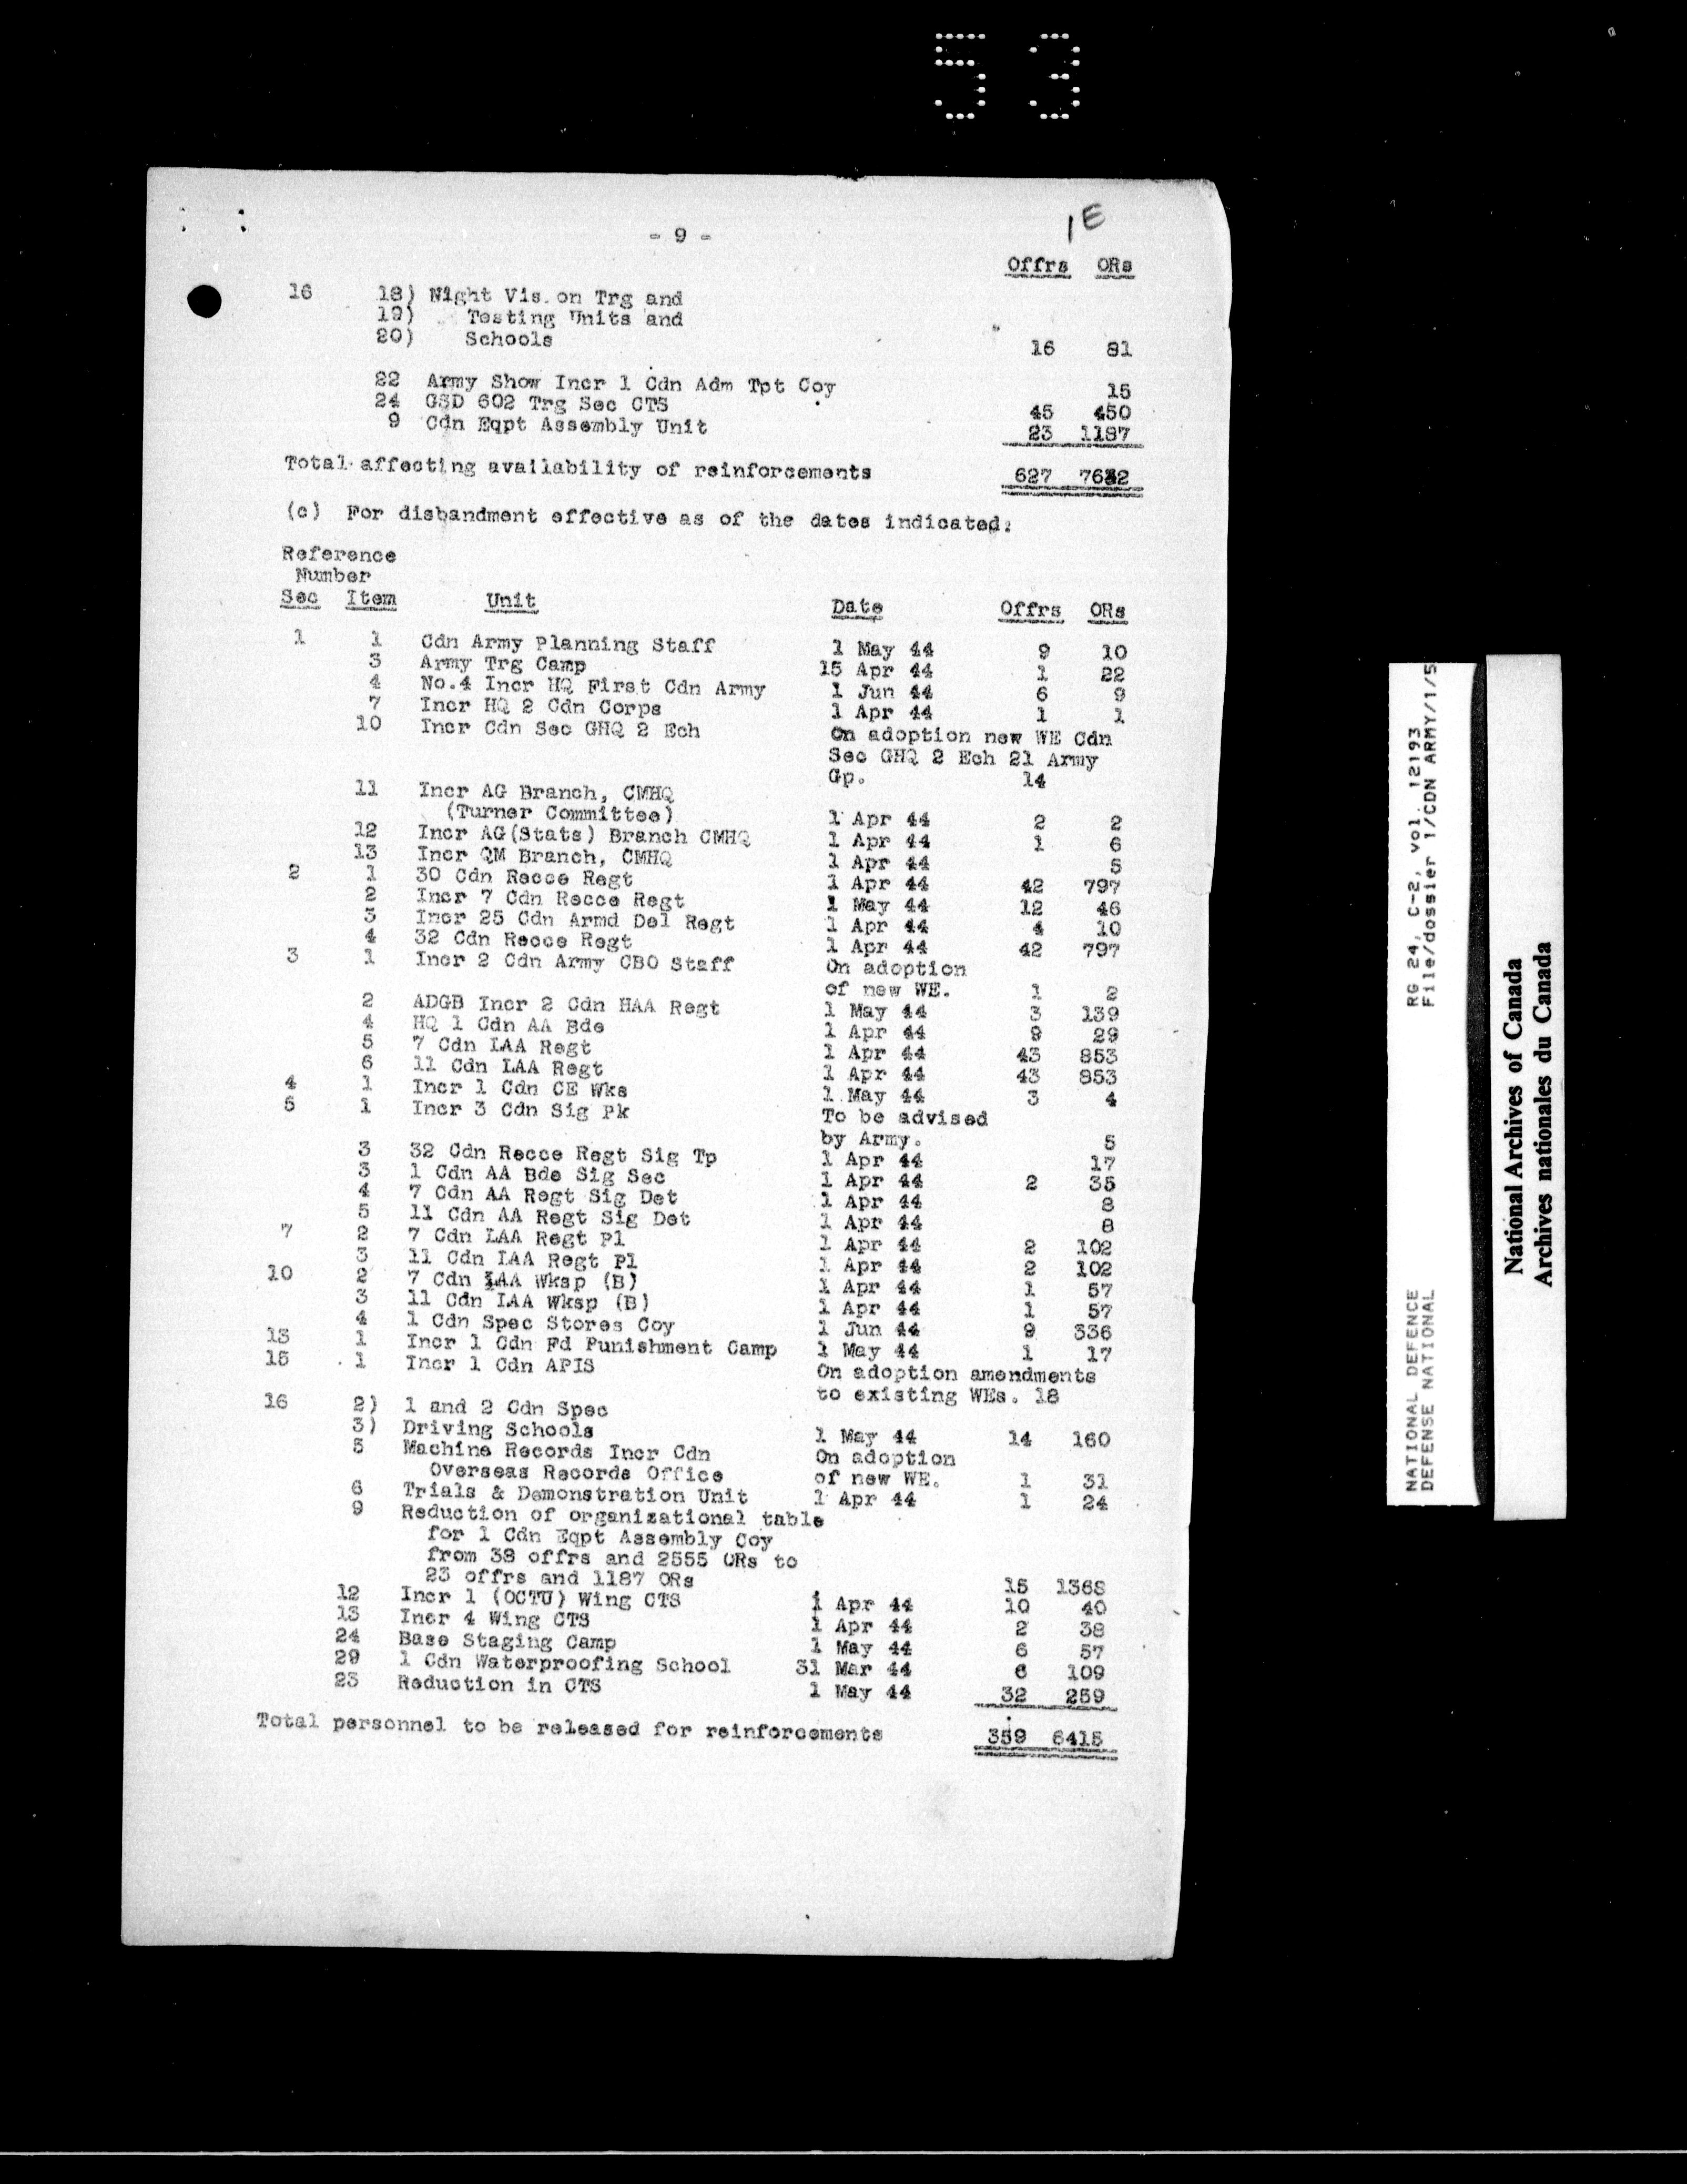 53
1E
- 9 -
Offrs ORs
16 18) Night Vis on Trg and
19) Testing Units and
20) Schools 16 81
22 Army Show Incr 1 Cdn Adm Tpt Coy 15
24 GSD 602 Trg Sec CTS 45 450
9 Cdn Eqpt Assembly Unit 23 1187
Total affecting availability of reinforcements 627 7632
(c) For disbandment effective as of the dates indicated:
Reference
Number
Sec Item Unit Date Offrs ORs
1 1 Cdn Army Planning Staff 1 May 44 9 10
3 Army Trg Camp 15 Apr 44 1 22
4 No.4 Incr HQ First Cdn Army 1 Jun 44 6 9
7 Incr HQ 2 Cdn Corps 1 Apr 44 1 1
10 Incr Cdn Sec GHQ 2 Ech On adoption new WE Cdn
Sec GHQ 2 Ech 21 Army
Gp. 14
11 Incr AG Branch, CMHQ
(Turner Committee) 1 Apr 44 2 2
12 Incr AG(Stats) Branch CMHQ 1 Apr 44 1 6
13 Incr QM Branch, CMHQ 1 Apr 44 5
2 1 30 Cdn Recce Regt 1 Apr 44 42 797
2 Incr 7 Cdn Recce Regt 1 May 44 12 46
3 Incr 25 Cdn Armd Del Regt 1 Apr 44 4 10
4 32 Cdn Recce Regt 1 Apr 44 42 797
3 1 Incr 2 Cdn Army CBO Staff On adoption
of new WE. 1 2
2 ADGB Incr 2 Cdn HAA Regt 1 May 44 3 139
4 HQ 1 Cdn AA Bde 1 Apr 44 9 29
5 7 Cdn LAA Regt 1 Apr 44 43 853
6 11 Cdn LAA Regt 1 Apr 44 43 853
4 1 Incr 1 Cdn CE Wks 1 May 44 3 4
5 1 Incr 3 Cdn Sig Pk To be advised
by Army. 5
3 32 Cdn Recce Regt Sig Tp 1 Apr 44 17
3 1 Cdn AA Bde Sig Sec 1 Apr 44 2 35
4 7 Cdn AA Regt Sig Det 1 Apr 44 8
5 11 Cdn AA Regt Sig Det 1 Apr 44 8
7 2 7 Cdn LAA Regt Pl 1 Apr 44 2 102
3 11 Cdn LAA Regt Pl 1 Apr 44 2 102
10 2 7 Cdn LAA Wksp (B) 1 Apr 44 1 57
3 11 Cdn LAA Wksp (B) 1 Apr 44 1 57
4 1 Cdn Spec Stores Coy 1 Jun 44 9 336
13 1 Incr 1 Cdn Fd Punishment Camp 1 May 44 1 17
15 1 Incr 1 Cdn APIS On adoption amendments
to existing WEs. 18
16 2) 1 and 2 Cdn Spec
3) Driving Schools 1 May 44 14 160
5 Machine Records Incr Cdn On adoption
Overseas Records Office of new WE. 1 31
6 Trials & Demonstration Unit 1 Apr 44 1 24
9 Reduction of organizational table
for 1 Cdn Eqpt Assembly Coy
from 38 offrs and 2555 ORs to
23 offrs and 1187 ORs 15 1368
12 Incr 1 (OCTU) Wing CTS 1 Apr 44 10 40
13 Incr 4 Wing CTS 1 Apr 44 2 38
24 Base Staging Camp 1 May 44 6 57
29 1 Cdn Waterproofing School 31 Mar 44 6 109
23 Reduction in CTS 1 May 44 32 259
Total personnel to be released for reinforcements 359 6415
RG 24, C-2, vol. 12193
File/dossier 1/CDN ARMY/1/5
NATIONAL DEFENCE
DEFENSE NATIONAL
National Archives of Canada
Archives nationales du Canada